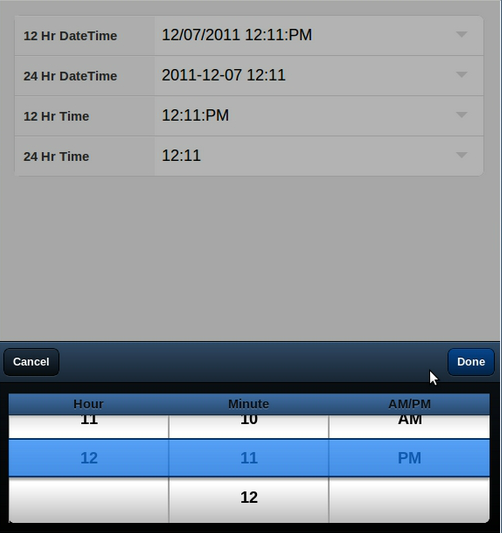 12 Hr DateTime 12/07/2011 12:11:PM
24 Hr DateTime 2011-12-07 12:11
12 Hr Time 12:11:PM
24 Hr Time 12:11
Cancel Done
Hour Minute AM/PM
11 10 AM
12 11 PM
12